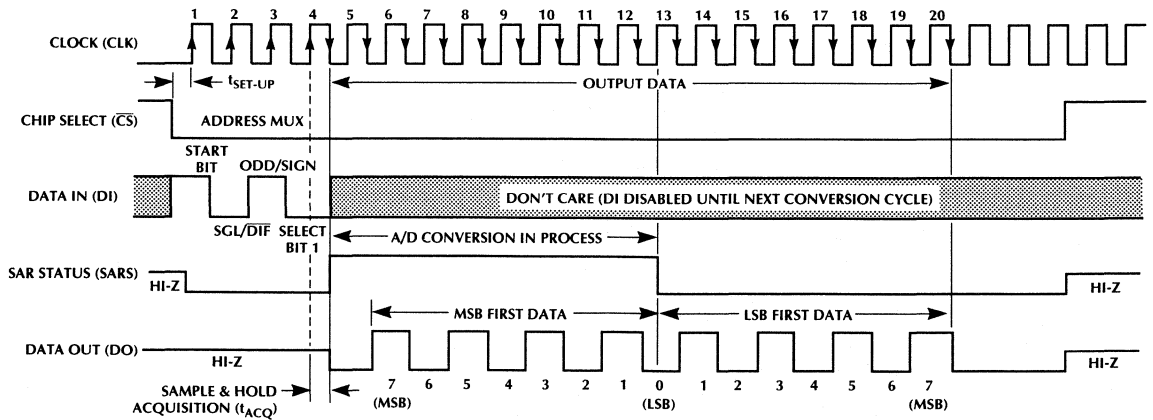 1 2 3 4 5 6 7 8 9 10 11 12 13 14 15 16 17 18 19 20
CLOCK (CLK)
tSET-UP
OUTPUT DATA
CHIP SELECT (CS)
ADDRESS MUX
START
BIT
ODD/SIGN
DATA IN (DI)
DON'T CARE (DI DISABLED UNTIL NEXT CONVERSION CYCLE)
SGL/DIF
SELECT
BIT 1
A/D CONVERSION IN PROCESS
SAR STATUS (SARS)
HI-Z
HI-Z
MSB FIRST DATA
LSB FIRST DATA
DATA OUT (DO)
HI-Z
HI-Z
SAMPLE & HOLD
ACQUISITION (tACQ)
7 6 5 4 3 2 1 0 1 2 3 4 5 6 7
(MSB) (LSB) (MSB)